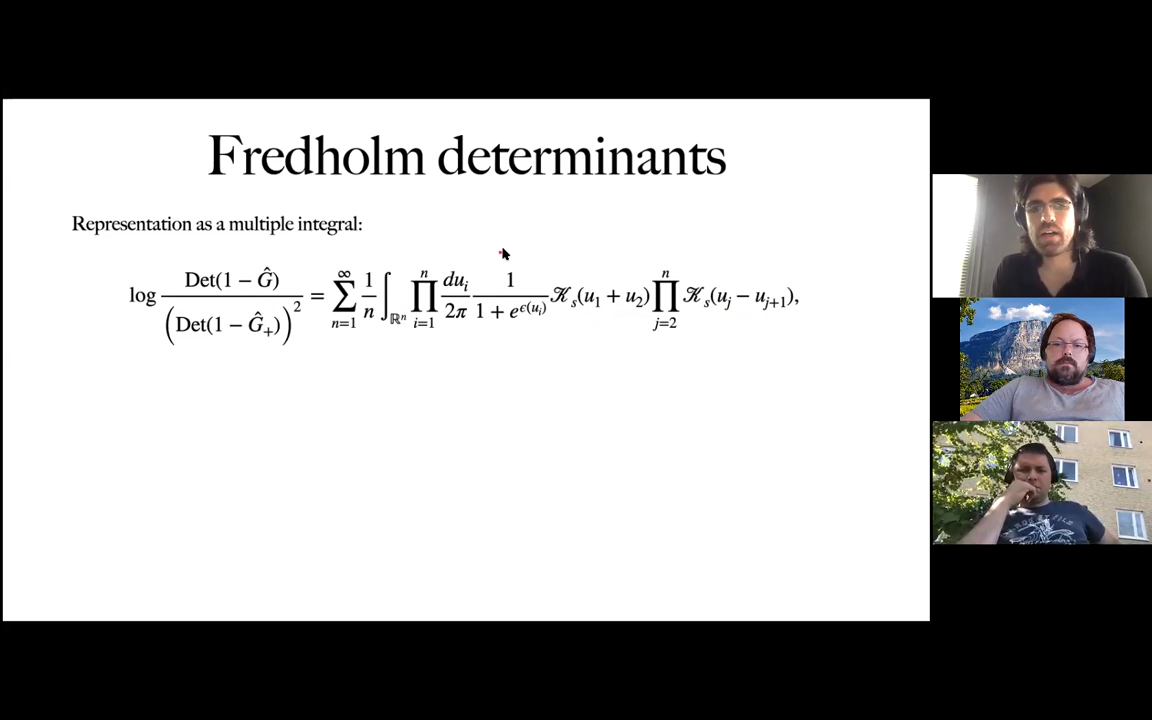 Fredholm determinants
Representation as a multiple integral:
log Det(1 − Ĝ) / (Det(1 − Ĝ₊))² = ∑_{n=1}^{∞} 1/n ∫_{ℝⁿ} ∏_{i=1}^{n} du_i/2π 1/(1 + e^{ϵ(u_i)}) 𝒦_s(u₁ + u₂) ∏_{j=2}^{n} 𝒦_s(u_j − u_{j+1}),